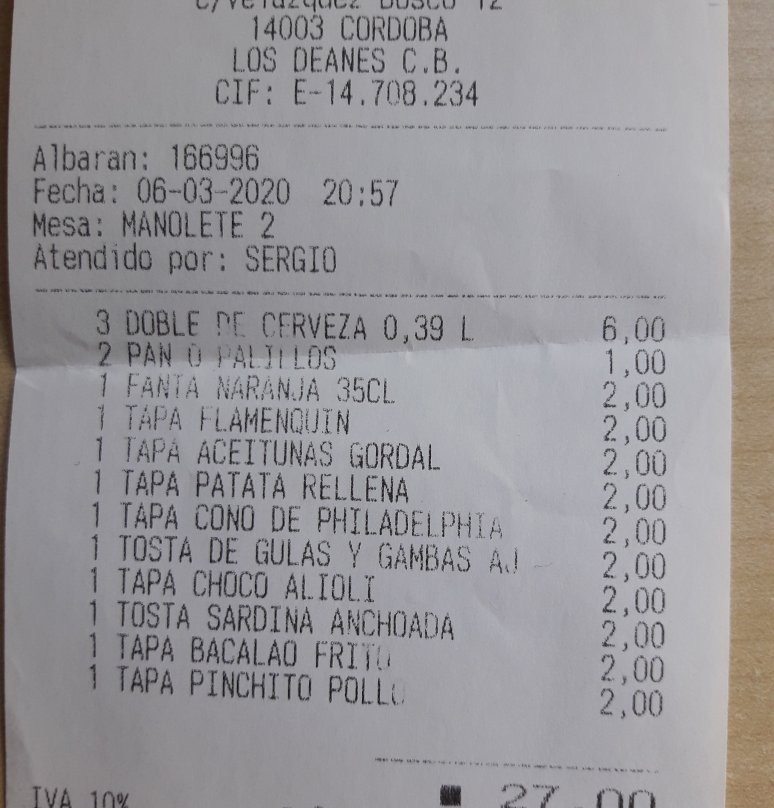 C/Velazquez Bosco 12
14003 CORDOBA
LOS DEANES C.B.
CIF: E-14.708.234
Albaran: 166996
Fecha: 06-03-2020 20:57
Mesa: MANOLETE 2
Atendido por: SERGIO
3 DOBLE DE CERVEZA 0,39 L 6,00
2 PAN O PALILLOS 1,00
1 FANTA NARANJA 35CL 2,00
1 TAPA FLAMENQUIN 2,00
1 TAPA ACEITUNAS GORDAL 2,00
1 TAPA PATATA RELLENA 2,00
1 TAPA CONO DE PHILADELPHIA 2,00
1 TOSTA DE GULAS Y GAMBAS AJ 2,00
1 TAPA CHOCO ALIOLI 2,00
1 TOSTA SARDINA ANCHOADA 2,00
1 TAPA BACALAO FRITO 2,00
1 TAPA PINCHITO POLLO 2,00
IVA 10% 27,00